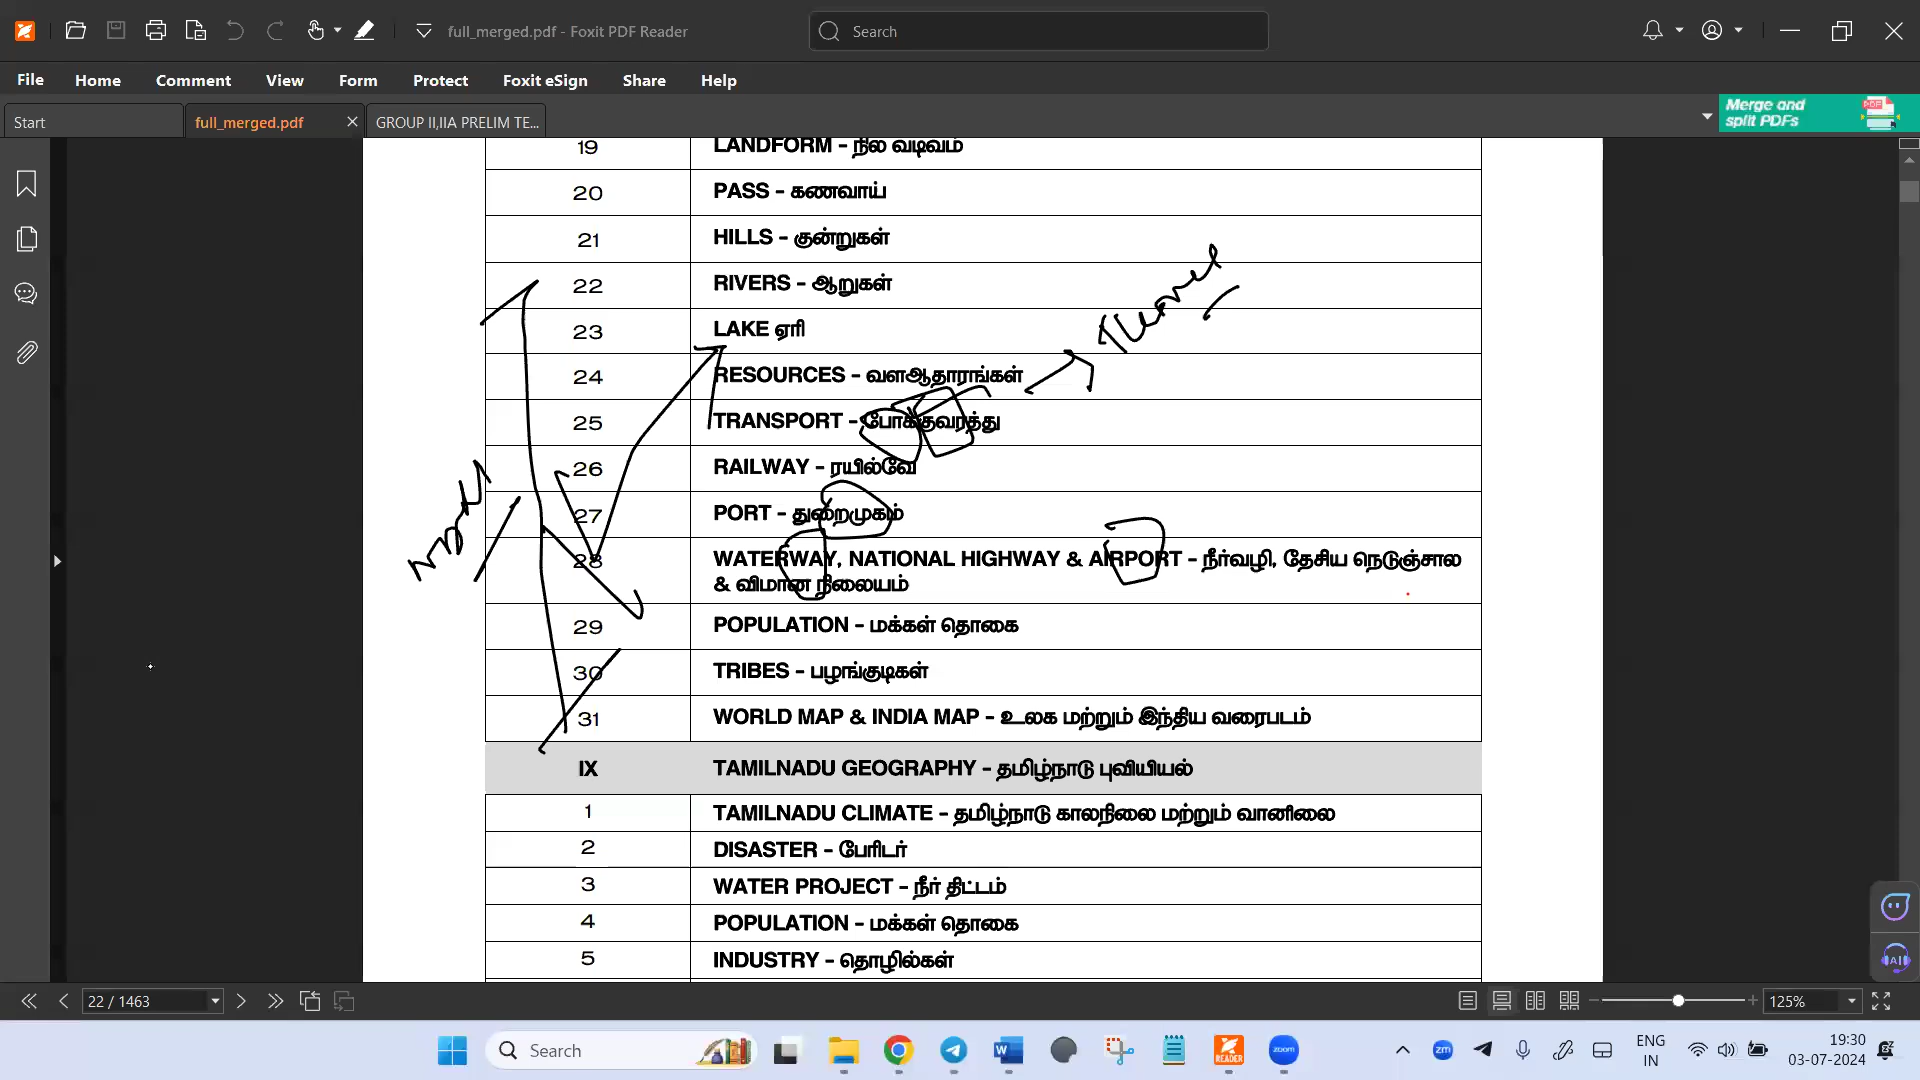 full_merged.pdf - Foxit PDF Reader
Search
File Home Comment View Form Protect Foxit eSign Share Help
Start
full_merged.pdf
GROUP II,IIA PRELIM TE...
Merge and
split PDFs
19 LANDFORM - நில வடிவம்
20 PASS - கணவாய்
21 HILLS - குன்றுகள்
22 RIVERS - ஆறுகள்
23 LAKE ஏரி
24 RESOURCES - வளஆதாரங்கள்
25 TRANSPORT - போக்குவரத்து
26 RAILWAY - ரயில்வே
27 PORT - துறைமுகம்
28 WATERWAY, NATIONAL HIGHWAY & AIRPORT - நீர்வழி, தேசிய நெடுஞ்சால
& விமான நிலையம்
29 POPULATION - மக்கள் தொகை
30 TRIBES - பழங்குடிகள்
31 WORLD MAP & INDIA MAP - உலக மற்றும் இந்திய வரைபடம்
IX TAMILNADU GEOGRAPHY - தமிழ்நாடு புவியியல்
1 TAMILNADU CLIMATE - தமிழ்நாடு காலநிலை மற்றும் வானிலை
2 DISASTER - பேரிடர்
3 WATER PROJECT - நீர் திட்டம்
4 POPULATION - மக்கள் தொகை
5 INDUSTRY - தொழில்கள்
22 / 1463
125%
Search
READER
zoom
zm
ENG
IN
19:30
03-07-2024